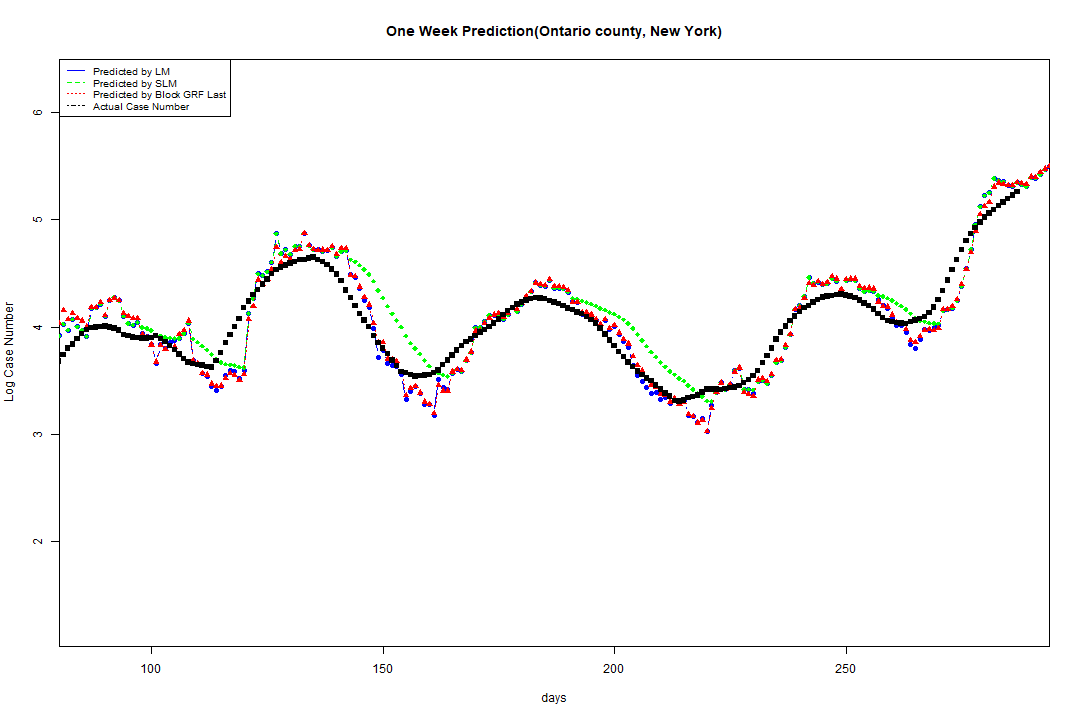 One Week Prediction(Ontario county, New York)
Predicted by LM
Predicted by SLM
Predicted by Block GRF Last
Actual Case Number
6
5
4
3
2
Log Case Number
100
150
200
250
days